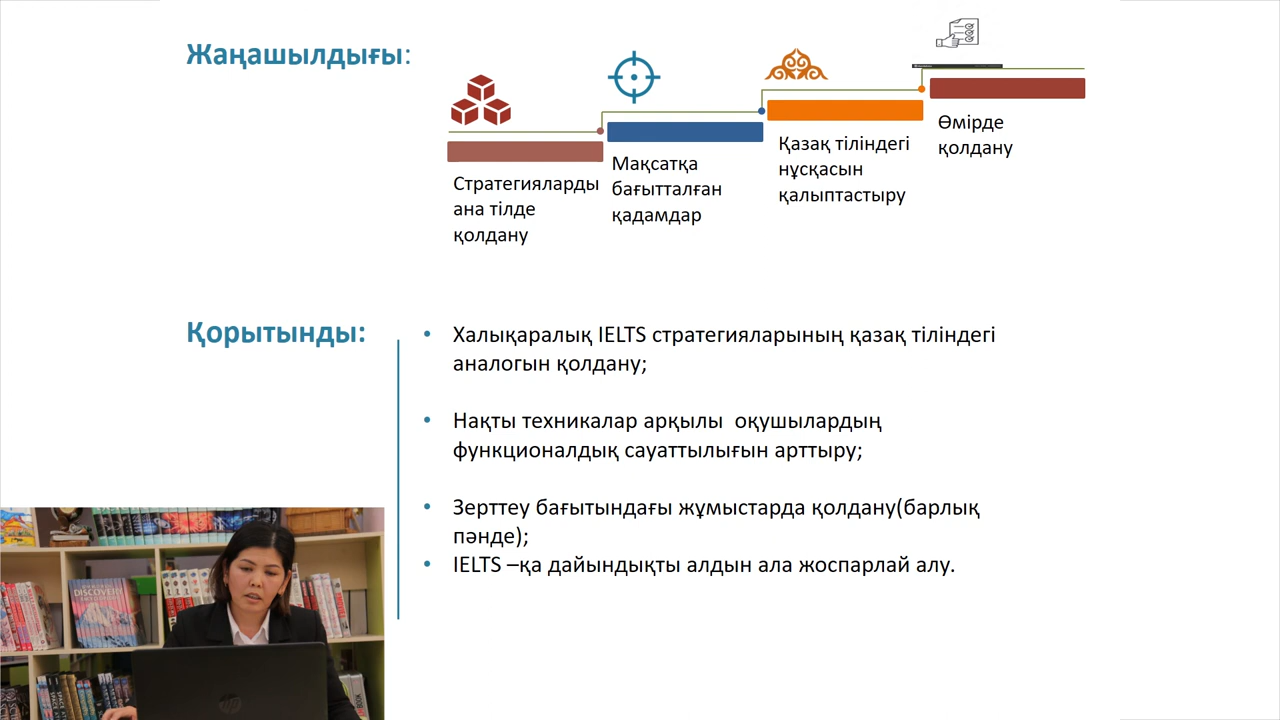 Жаңашылдығы:
Стратегияларды
ана тілде
қолдану
Мақсатқа
бағытталған
қадамдар
Қазақ тіліндегі
нұсқасын
қалыптастыру
Өмірде
қолдану
Қорытынды:
• Халықаралық IELTS стратегияларының қазақ тіліндегі
аналогын қолдану;
• Нақты техникалар арқылы оқушылардың
функционалдық сауаттылығын арттыру;
• Зерттеу бағытындағы жұмыстарда қолдану(барлық
пәнде);
• IELTS –қа дайындықты алдын ала жоспарлай алу.
DISCOVER
hp